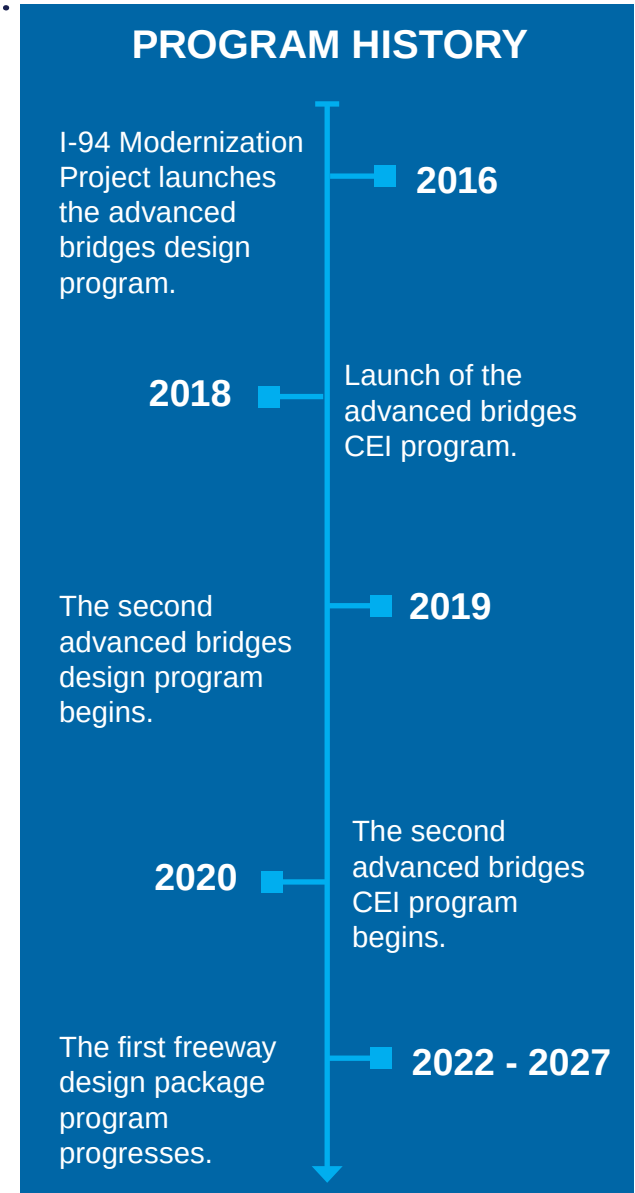 PROGRAM HISTORY
I-94 Modernization
Project launches
the advanced
bridges design
program.
2016
2018
Launch of the
advanced bridges
CEI program.
The second
advanced bridges
design program
begins.
2019
2020
The second
advanced bridges
CEI program
begins.
The first freeway
design package
program
progresses.
2022 - 2027